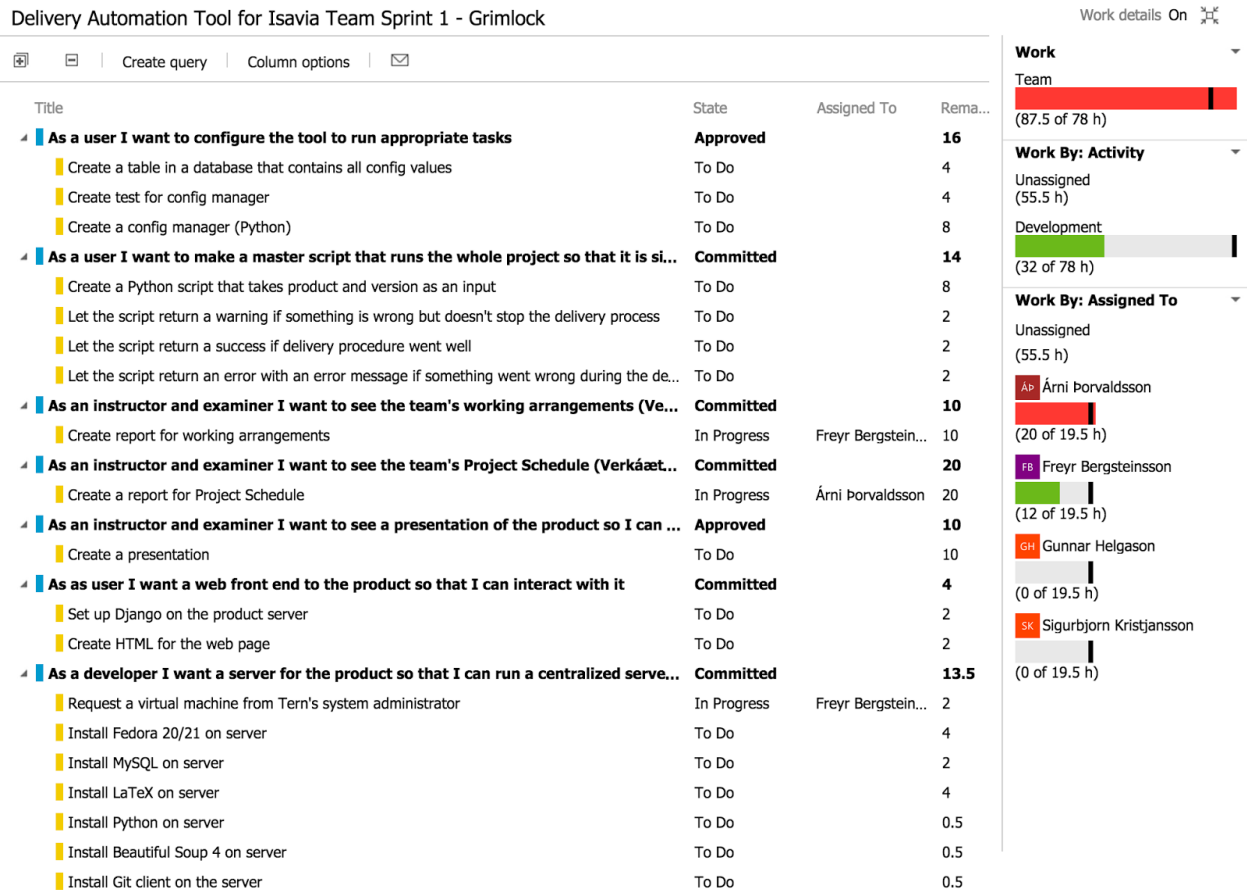 Delivery Automation Tool for Isavia Team Sprint 1 - Grimlock
Work details On
Create query Column options
Title State Assigned To Rema...
As a user I want to configure the tool to run appropriate tasks Approved 16
Create a table in a database that contains all config values To Do 4
Create test for config manager To Do 4
Create a config manager (Python) To Do 8
As a user I want to make a master script that runs the whole project so that it is si... Committed 14
Create a Python script that takes product and version as an input To Do 8
Let the script return a warning if something is wrong but doesn't stop the delivery process To Do 2
Let the script return a success if delivery procedure went well To Do 2
Let the script return an error with an error message if something went wrong during the de... To Do 2
As an instructor and examiner I want to see the team's working arrangements (Ve... Committed 10
Create report for working arrangements In Progress Freyr Bergstein... 10
As an instructor and examiner I want to see the team's Project Schedule (Verkáæt... Committed 20
Create a report for Project Schedule In Progress Árni Þorvaldsson 20
As an instructor and examiner I want to see a presentation of the product so I can ... Approved 10
Create a presentation To Do 10
As as user I want a web front end to the product so that I can interact with it Committed 4
Set up Django on the product server To Do 2
Create HTML for the web page To Do 2
As a developer I want a server for the product so that I can run a centralized serve... Committed 13.5
Request a virtual machine from Tern's system administrator In Progress Freyr Bergstein... 2
Install Fedora 20/21 on server To Do 4
Install MySQL on server To Do 2
Install LaTeX on server To Do 4
Install Python on server To Do 0.5
Install Beautiful Soup 4 on server To Do 0.5
Install Git client on the server To Do 0.5
Work
Team
(87.5 of 78 h)
Work By: Activity
Unassigned
(55.5 h)
Development
(32 of 78 h)
Work By: Assigned To
Unassigned
(55.5 h)
ÁÞ Árni Þorvaldsson
(20 of 19.5 h)
FB Freyr Bergsteinsson
(12 of 19.5 h)
GH Gunnar Helgason
(0 of 19.5 h)
SK Sigurbjorn Kristjansson
(0 of 19.5 h)